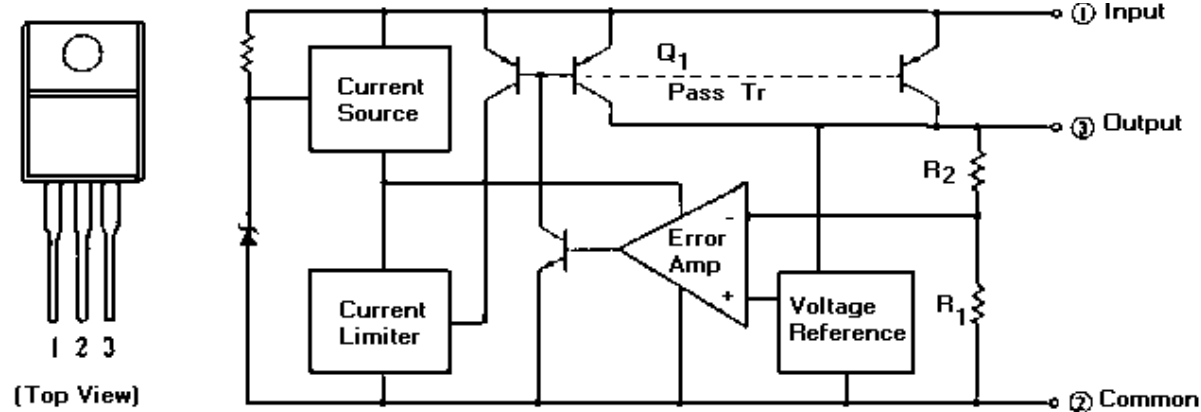 1 2 3
(Top View)
Current
Source
Current
Limiter
Q1
Pass Tr
Error
Amp
-
+
Voltage
Reference
R2
R1
① Input
③ Output
② Common